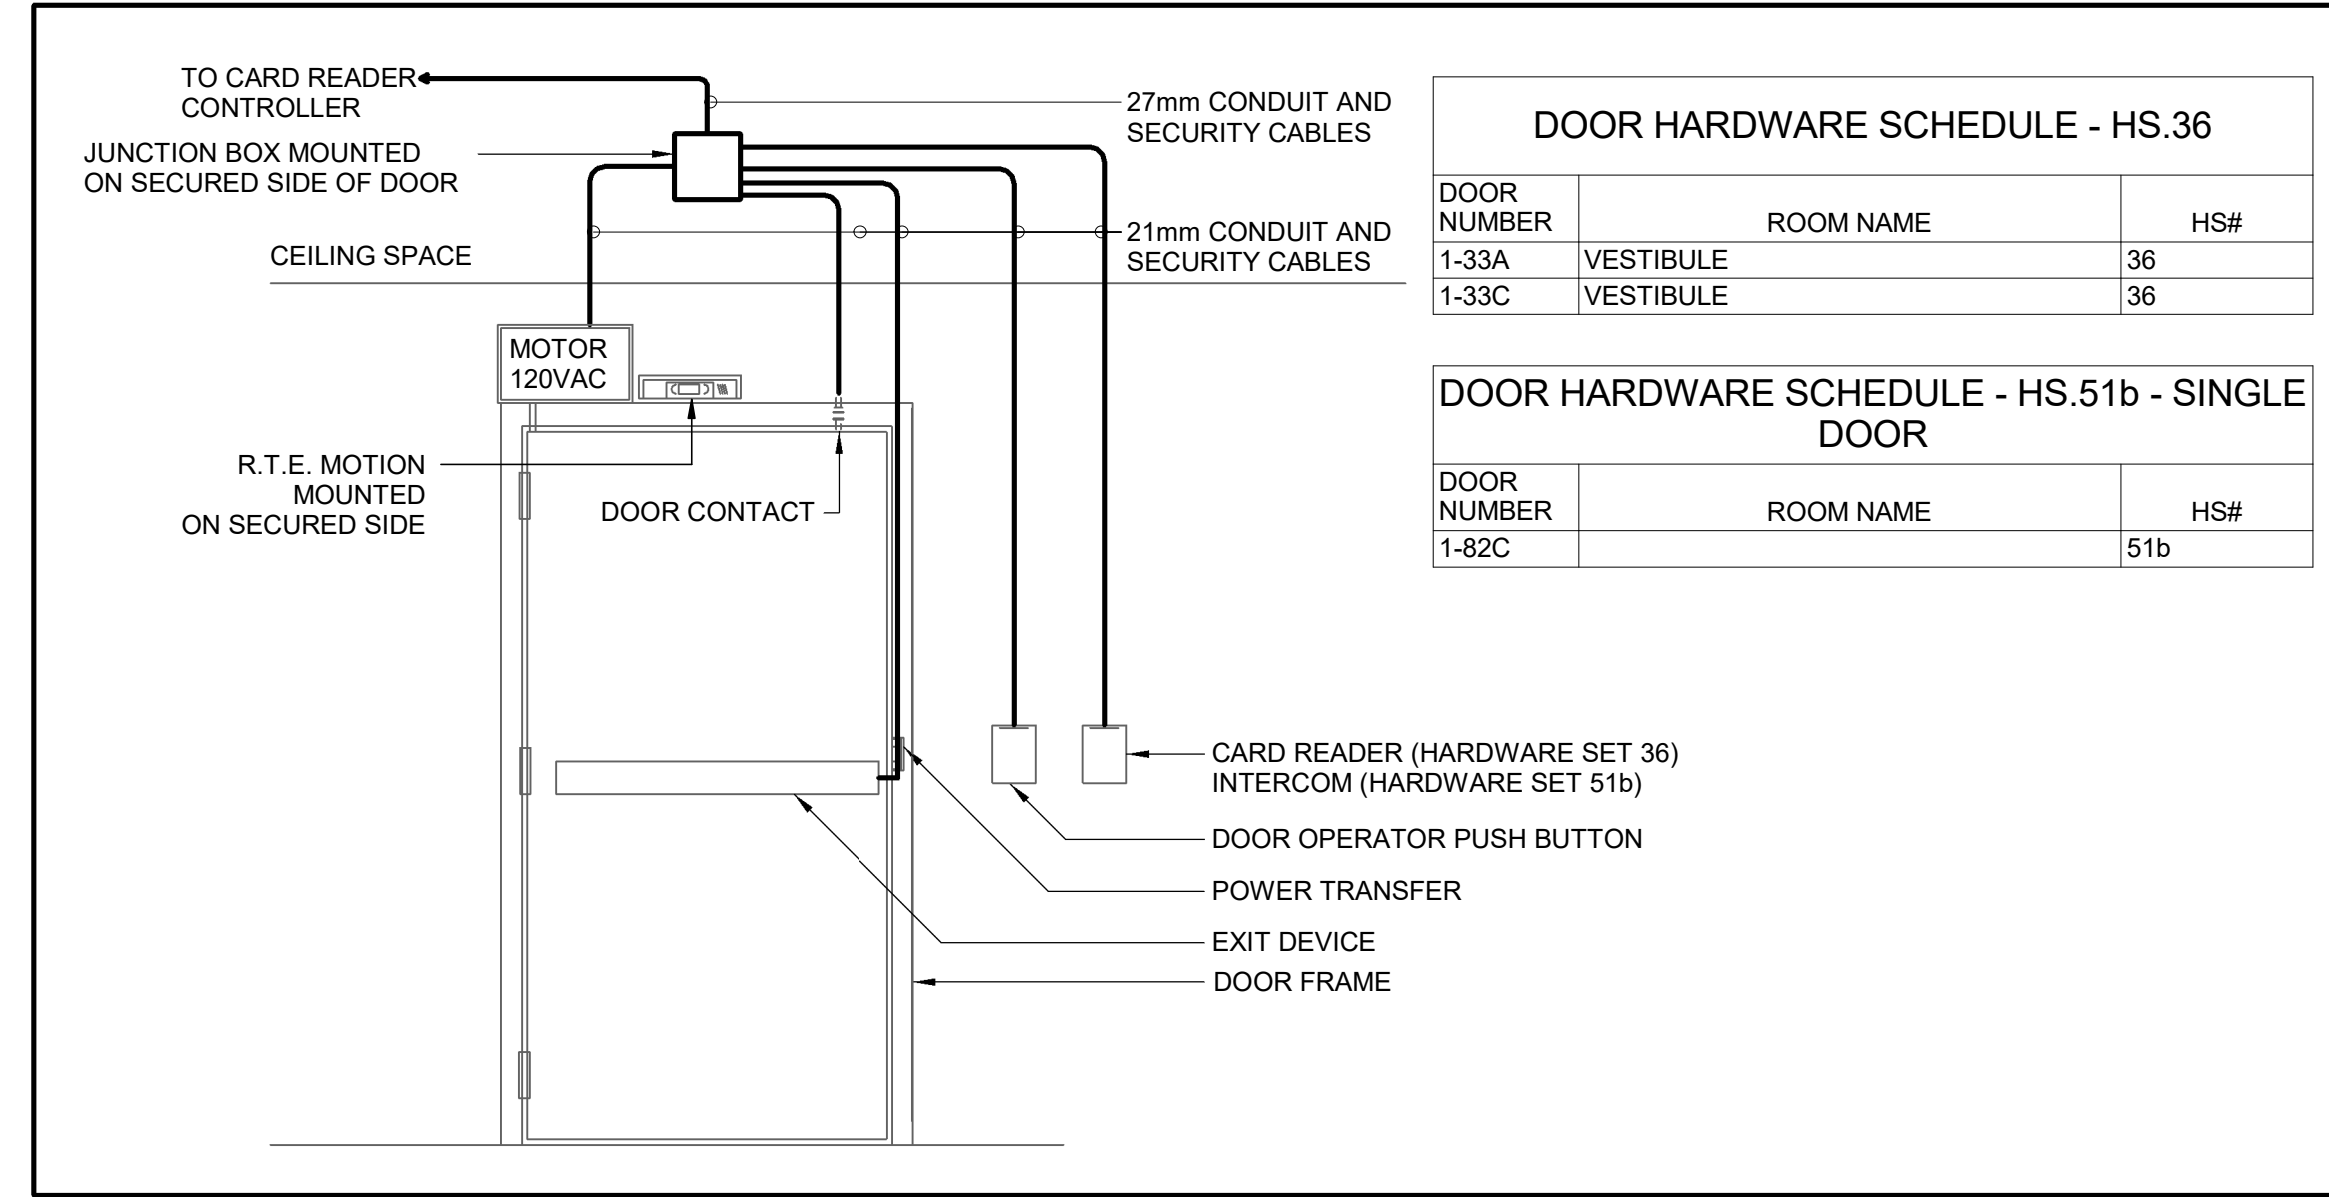 TO CARD READER
CONTROLLER
27mm CONDUIT AND
SECURITY CABLES
JUNCTION BOX MOUNTED
ON SECURED SIDE OF DOOR
21mm CONDUIT AND
SECURITY CABLES
CEILING SPACE
MOTOR
120VAC
R.T.E. MOTION
MOUNTED
ON SECURED SIDE
DOOR CONTACT
CARD READER (HARDWARE SET 36)
INTERCOM (HARDWARE SET 51b)
DOOR OPERATOR PUSH BUTTON
POWER TRANSFER
EXIT DEVICE
DOOR FRAME
DOOR HARDWARE SCHEDULE - HS.36
DOOR
NUMBER ROOM NAME HS#
1-33A VESTIBULE 36
1-33C VESTIBULE 36
DOOR HARDWARE SCHEDULE - HS.51b - SINGLE
DOOR
DOOR
NUMBER ROOM NAME HS#
1-82C 51b